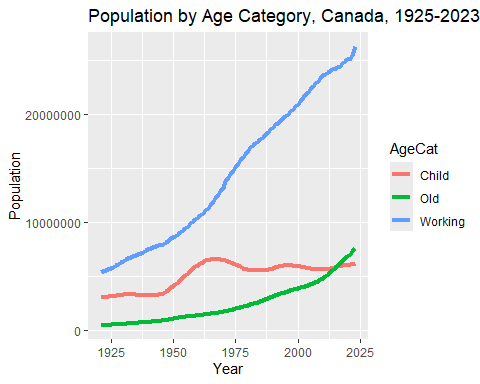 Population by Age Category, Canada, 1925-2023
Population
20000000
10000000
0
1925
1950
1975
2000
2025
Year
AgeCat
Child
Old
Working